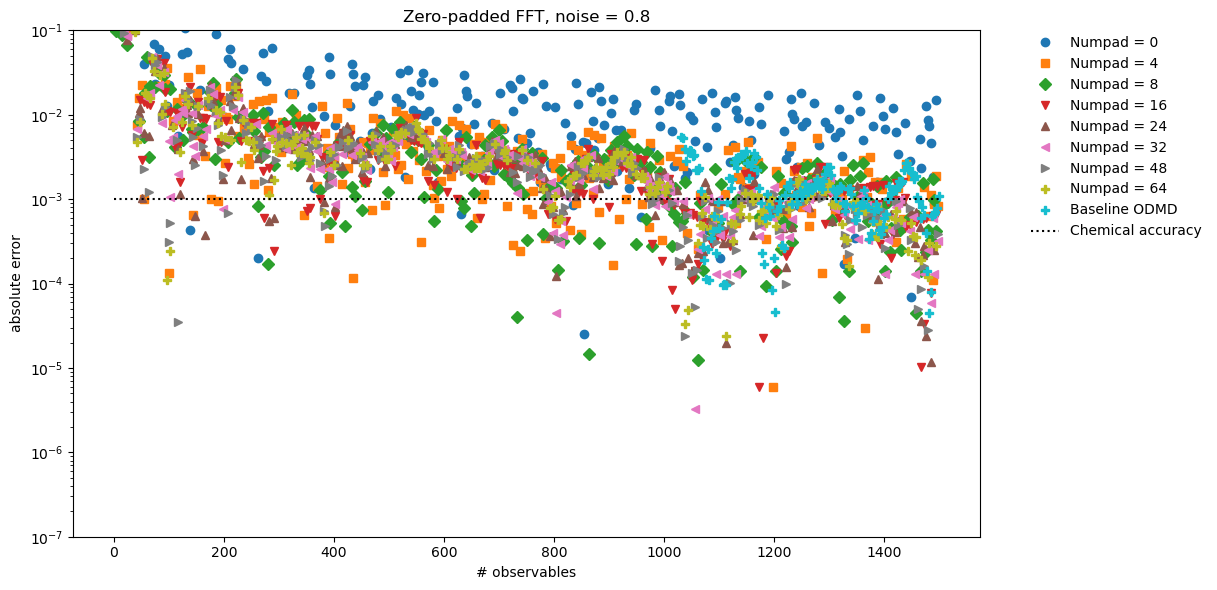 Zero-padded FFT, noise = 0.8
absolute error
10⁻¹
10⁻²
10⁻³
10⁻⁴
10⁻⁵
10⁻⁶
10⁻⁷
0
200
400
600
800
1000
1200
1400
# observables
Numpad = 0
Numpad = 4
Numpad = 8
Numpad = 16
Numpad = 24
Numpad = 32
Numpad = 48
Numpad = 64
Baseline ODMD
Chemical accuracy